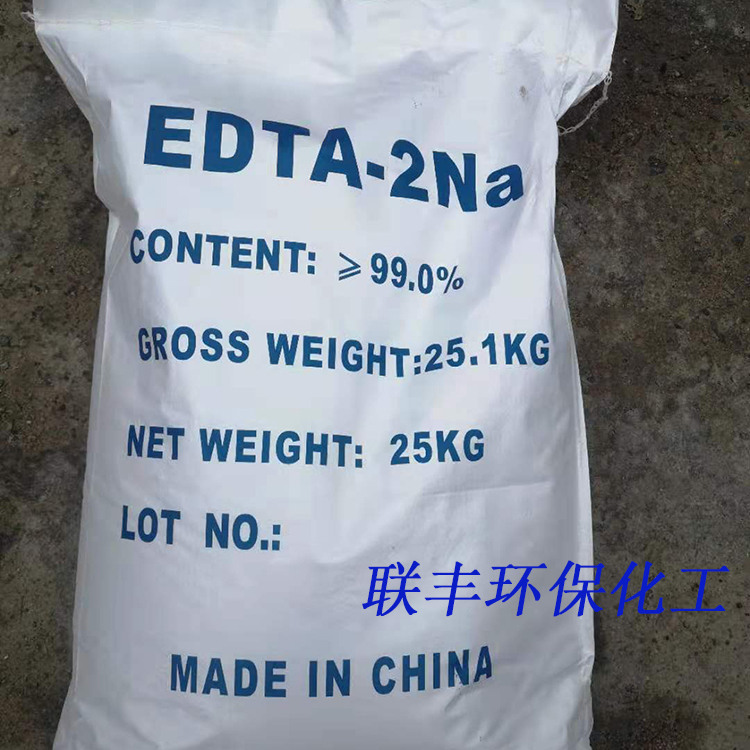 EDTA-2Na
CONTENT: ⩾99.0%
GROSS WEIGHT:25.1KG
NET WEIGHT: 25KG
LOT NO.:
联丰环保化工
MADE IN CHINA